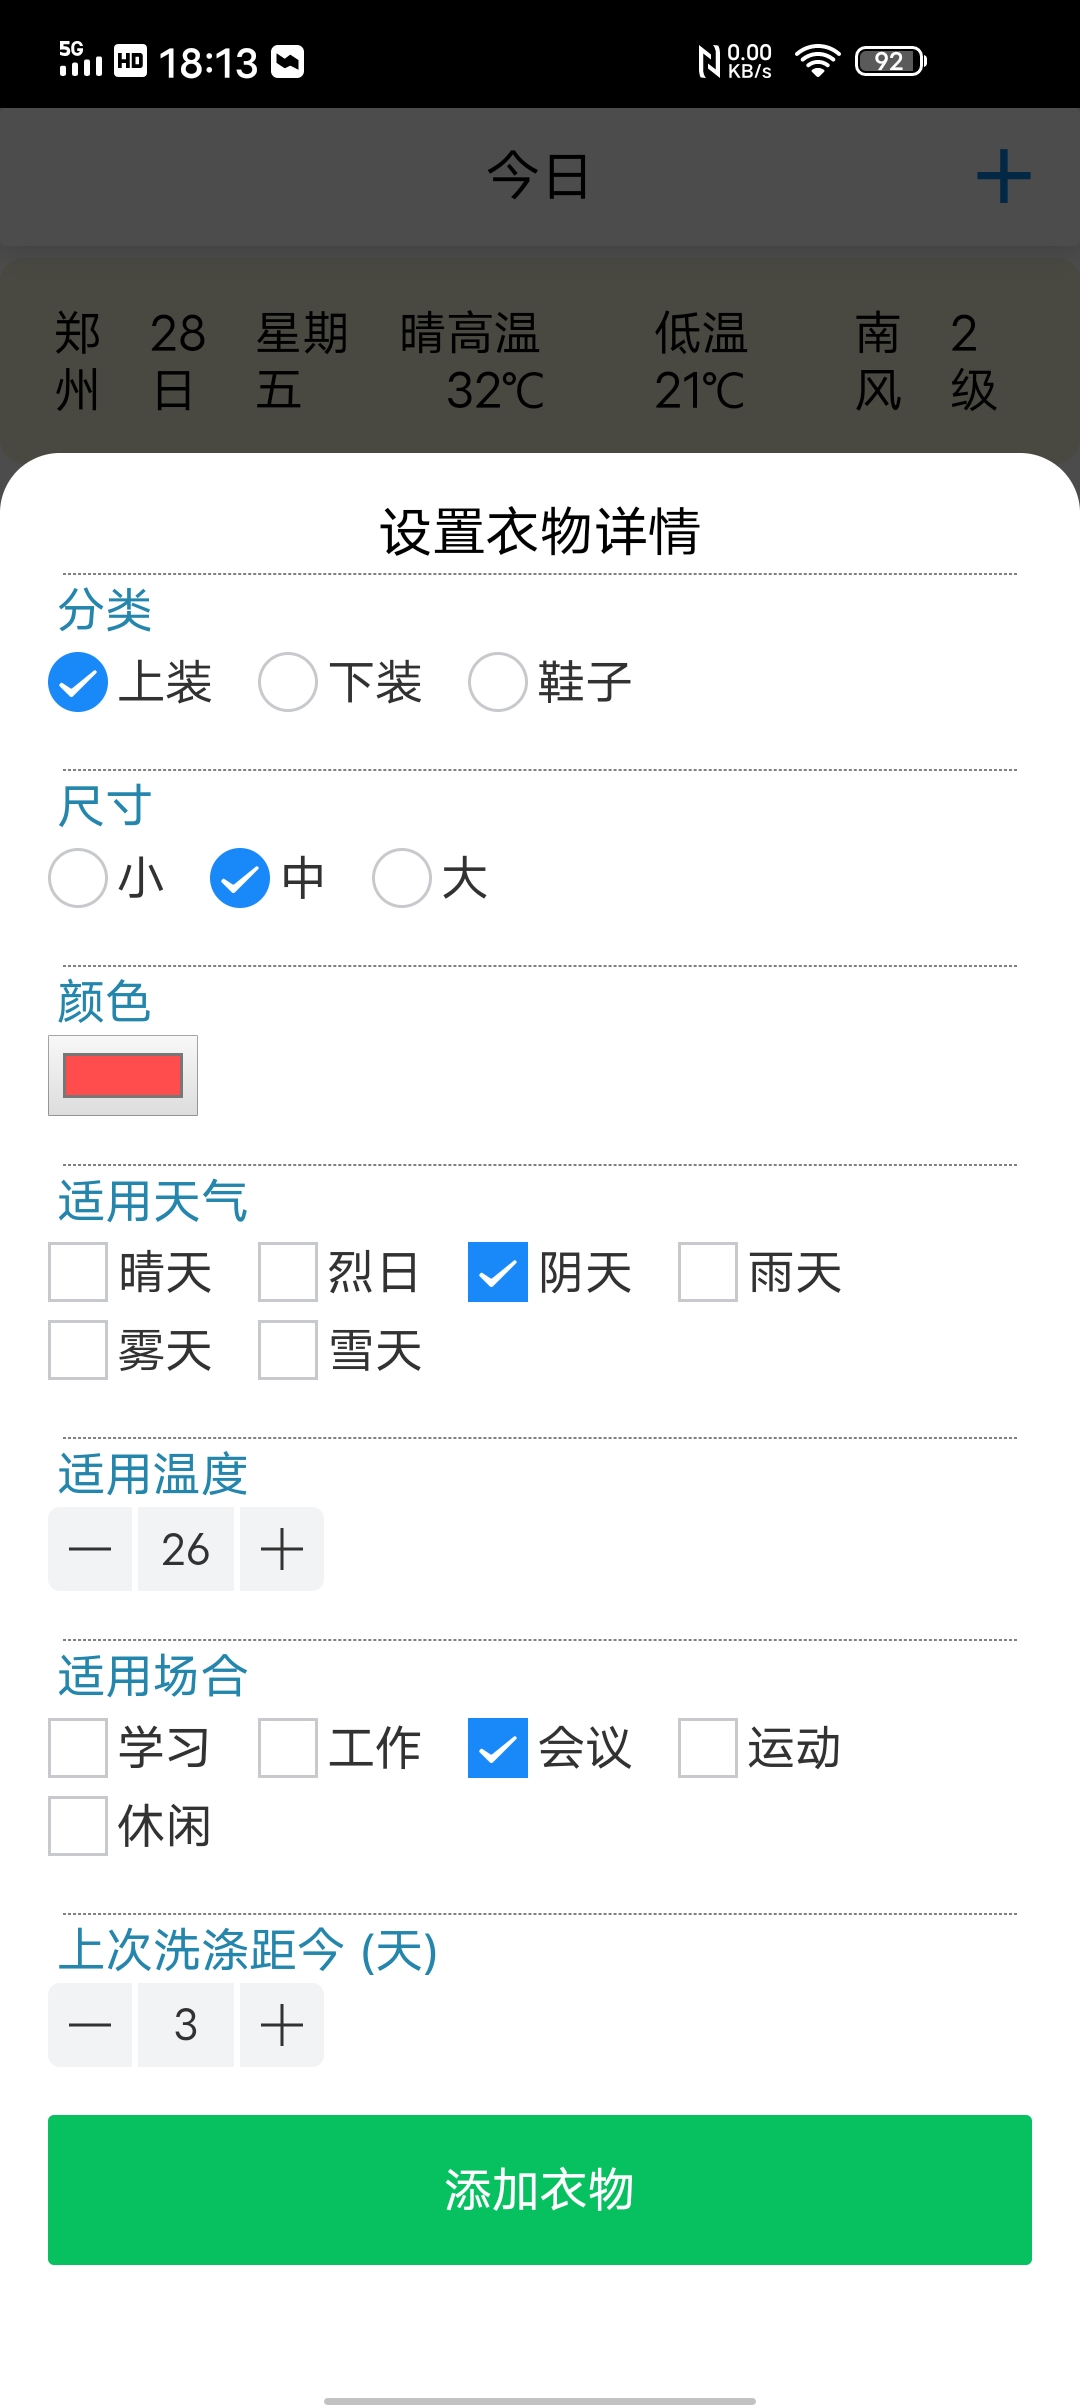 5G HD 18:13 0.00 KB/s 92
今日
郑州 28日 星期五 晴高温32℃ 低温21℃ 南风 2级
设置衣物详情
分类
上装 下装 鞋子
尺寸
小 中 大
颜色
适用天气
晴天 烈日 阴天 雨天
雾天 雪天
适用温度
26
适用场合
学习 工作 会议 运动
休闲
上次洗涤距今 (天)
3
添加衣物